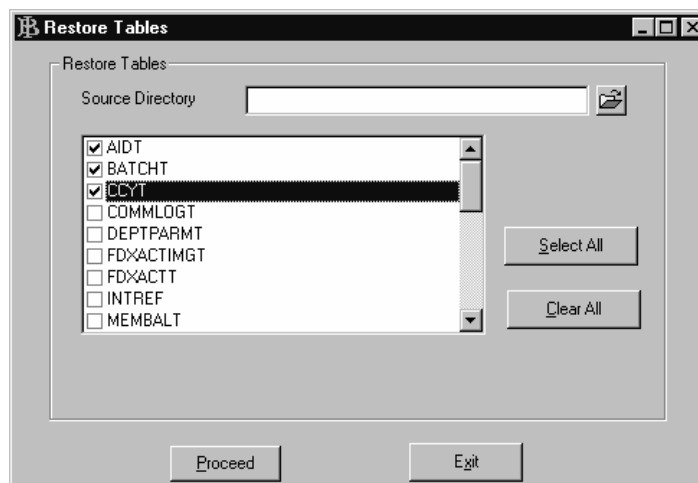 Restore Tables
Restore Tables
Source Directory
AIDT
BATCHT
CCYT
COMMLOGT
DEPTPARMT
FDXACTIMGT
FDXACTT
INTREF
MEMBALT
Select All
Clear All
Proceed
Exit